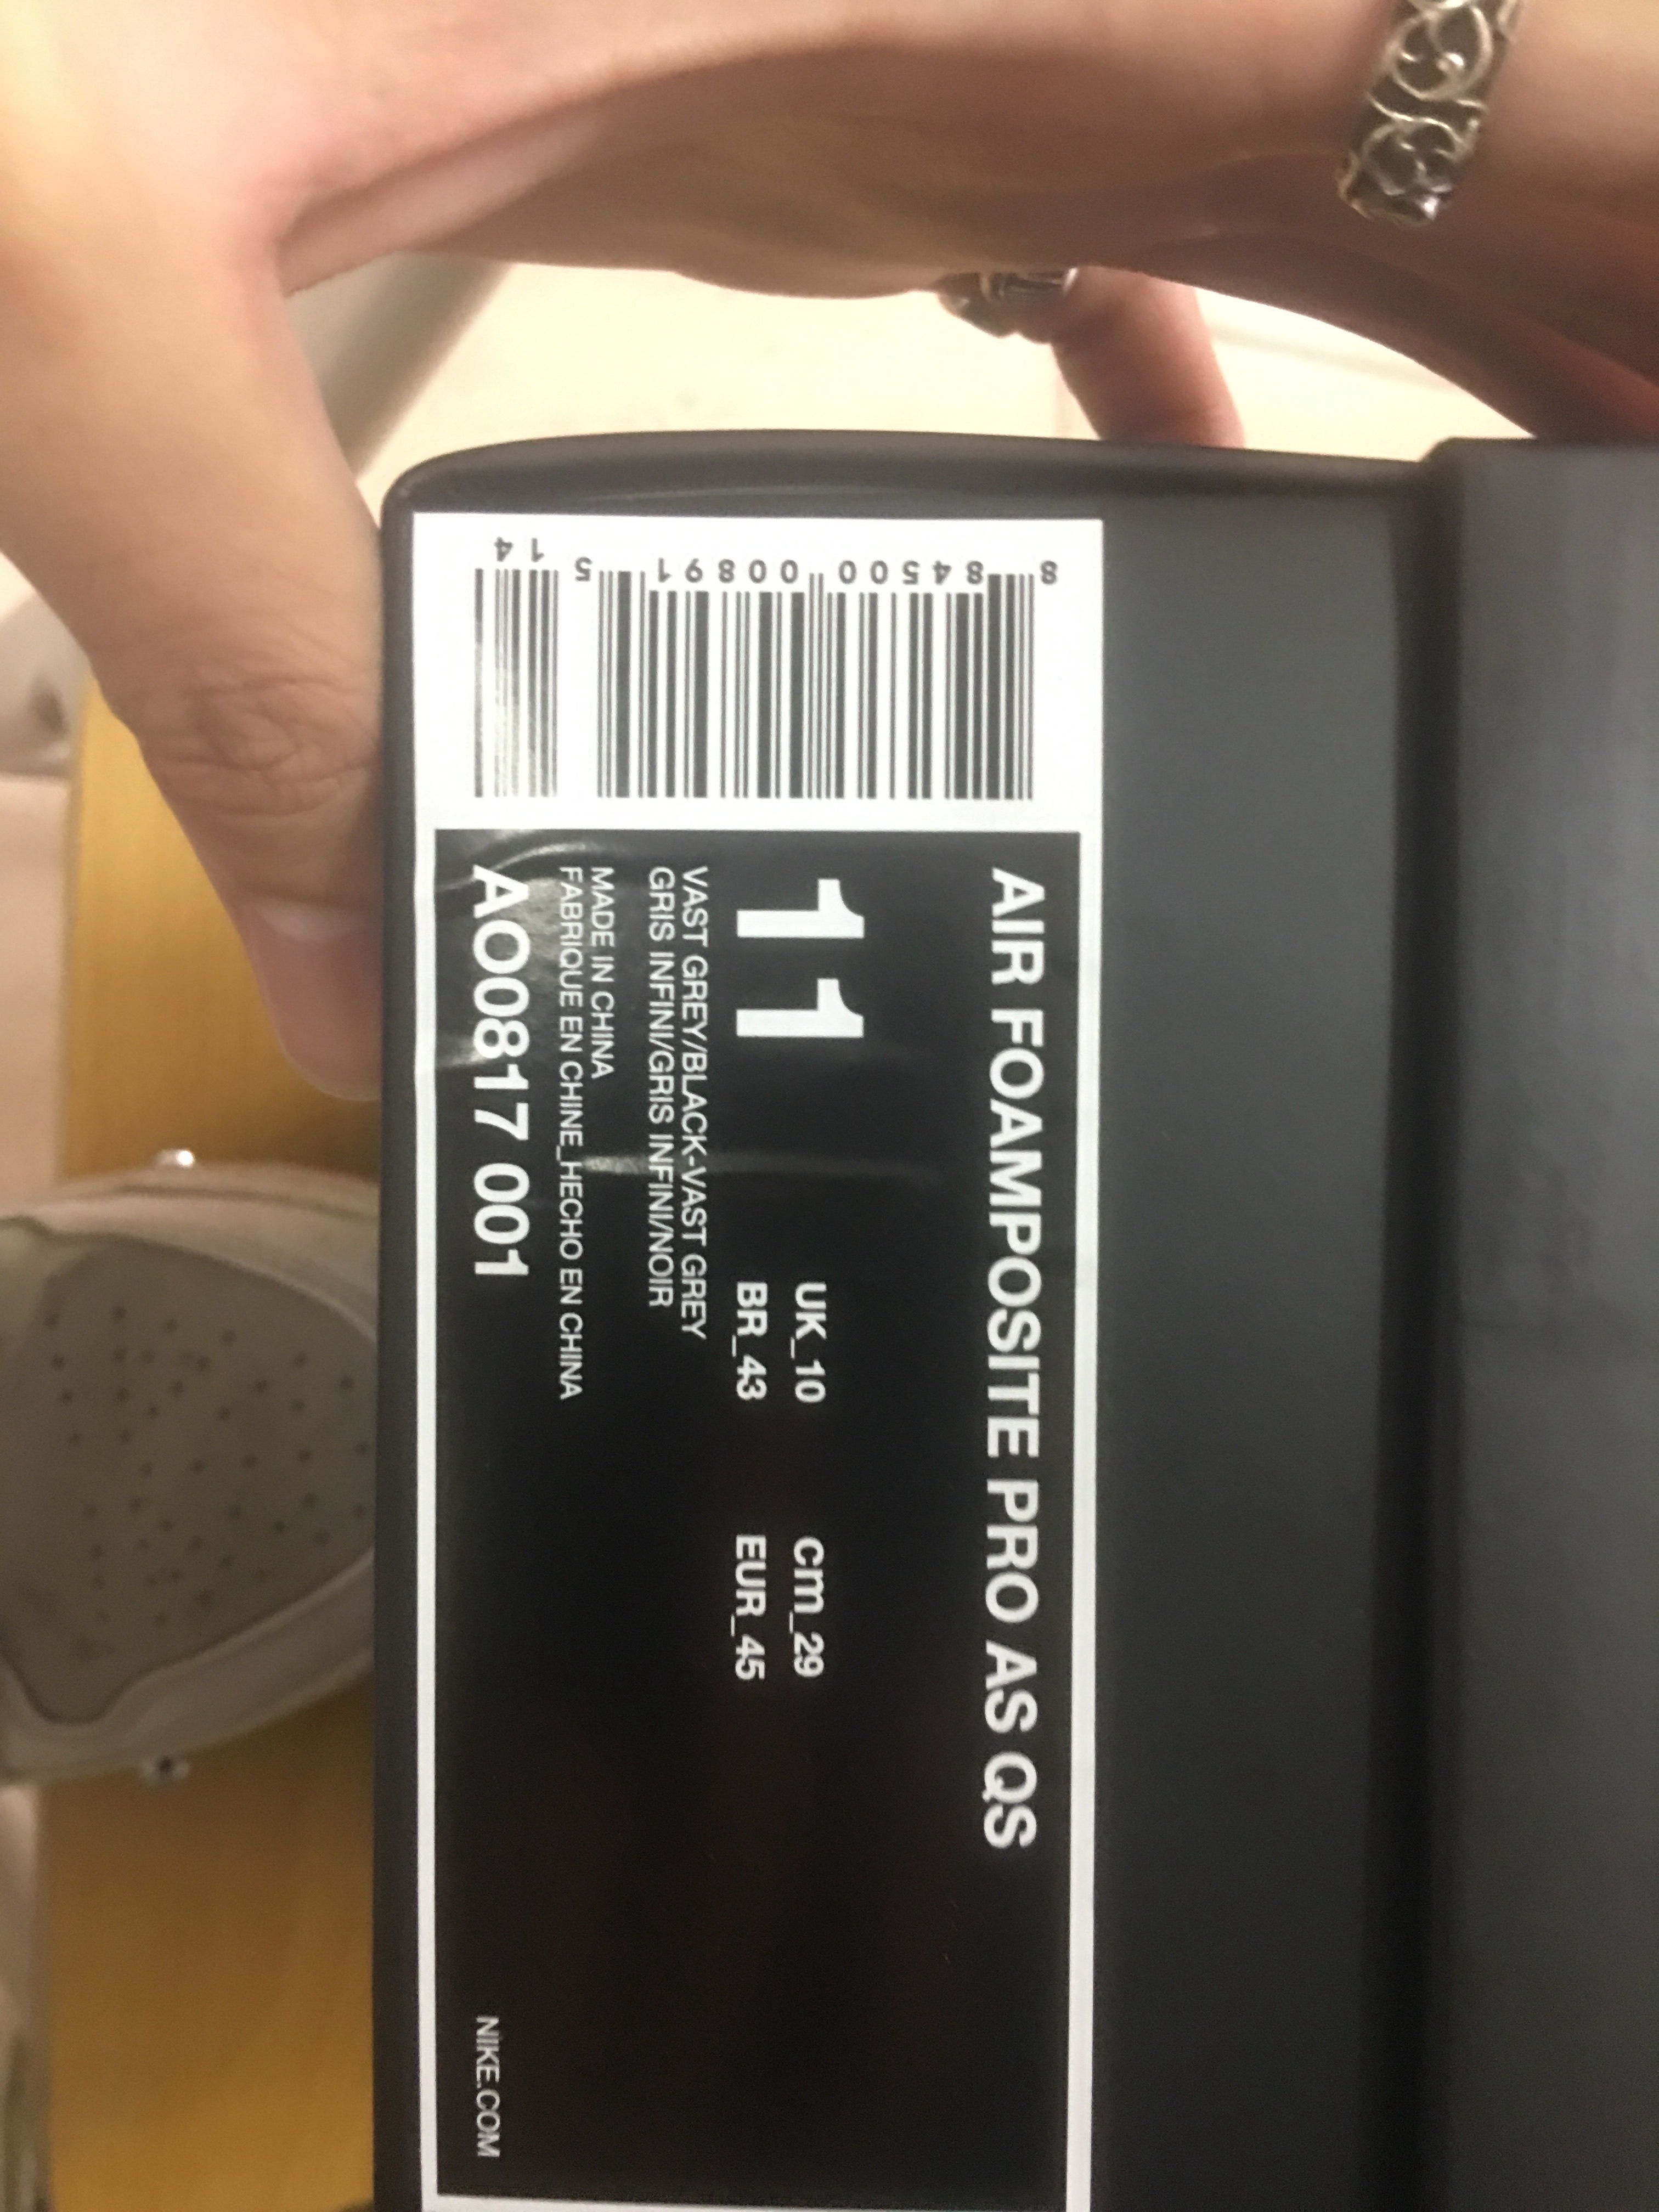 AIR FOAMPOSITE PRO AS QS
11
UK_10 Cm_29
BR_43 EUR_45
VAST GREY/BLACK-VAST GREY
GRIS INFINI/GRIS INFINI/NOIR
MADE IN CHINA
FABRIQUE EN CHINE_HECHO EN CHINA
AO0817 001
NIKE.COM
8 84500 00891 5 14